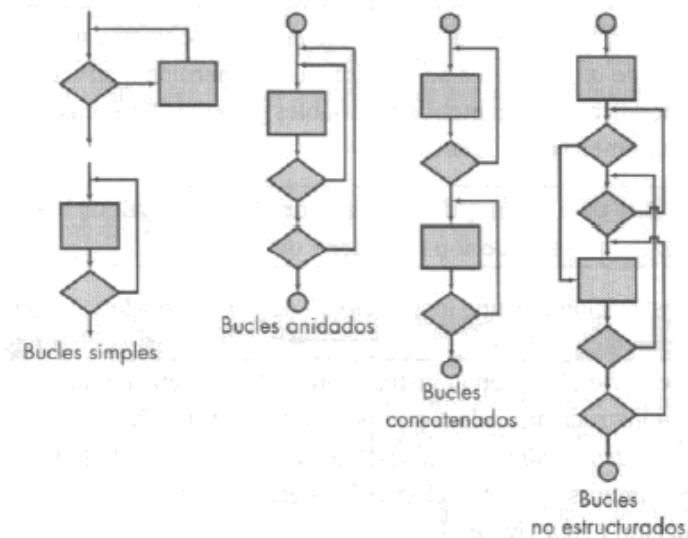 Bucles simples
Bucles anidados
Bucles
concatenados
Bucles
no estructurados